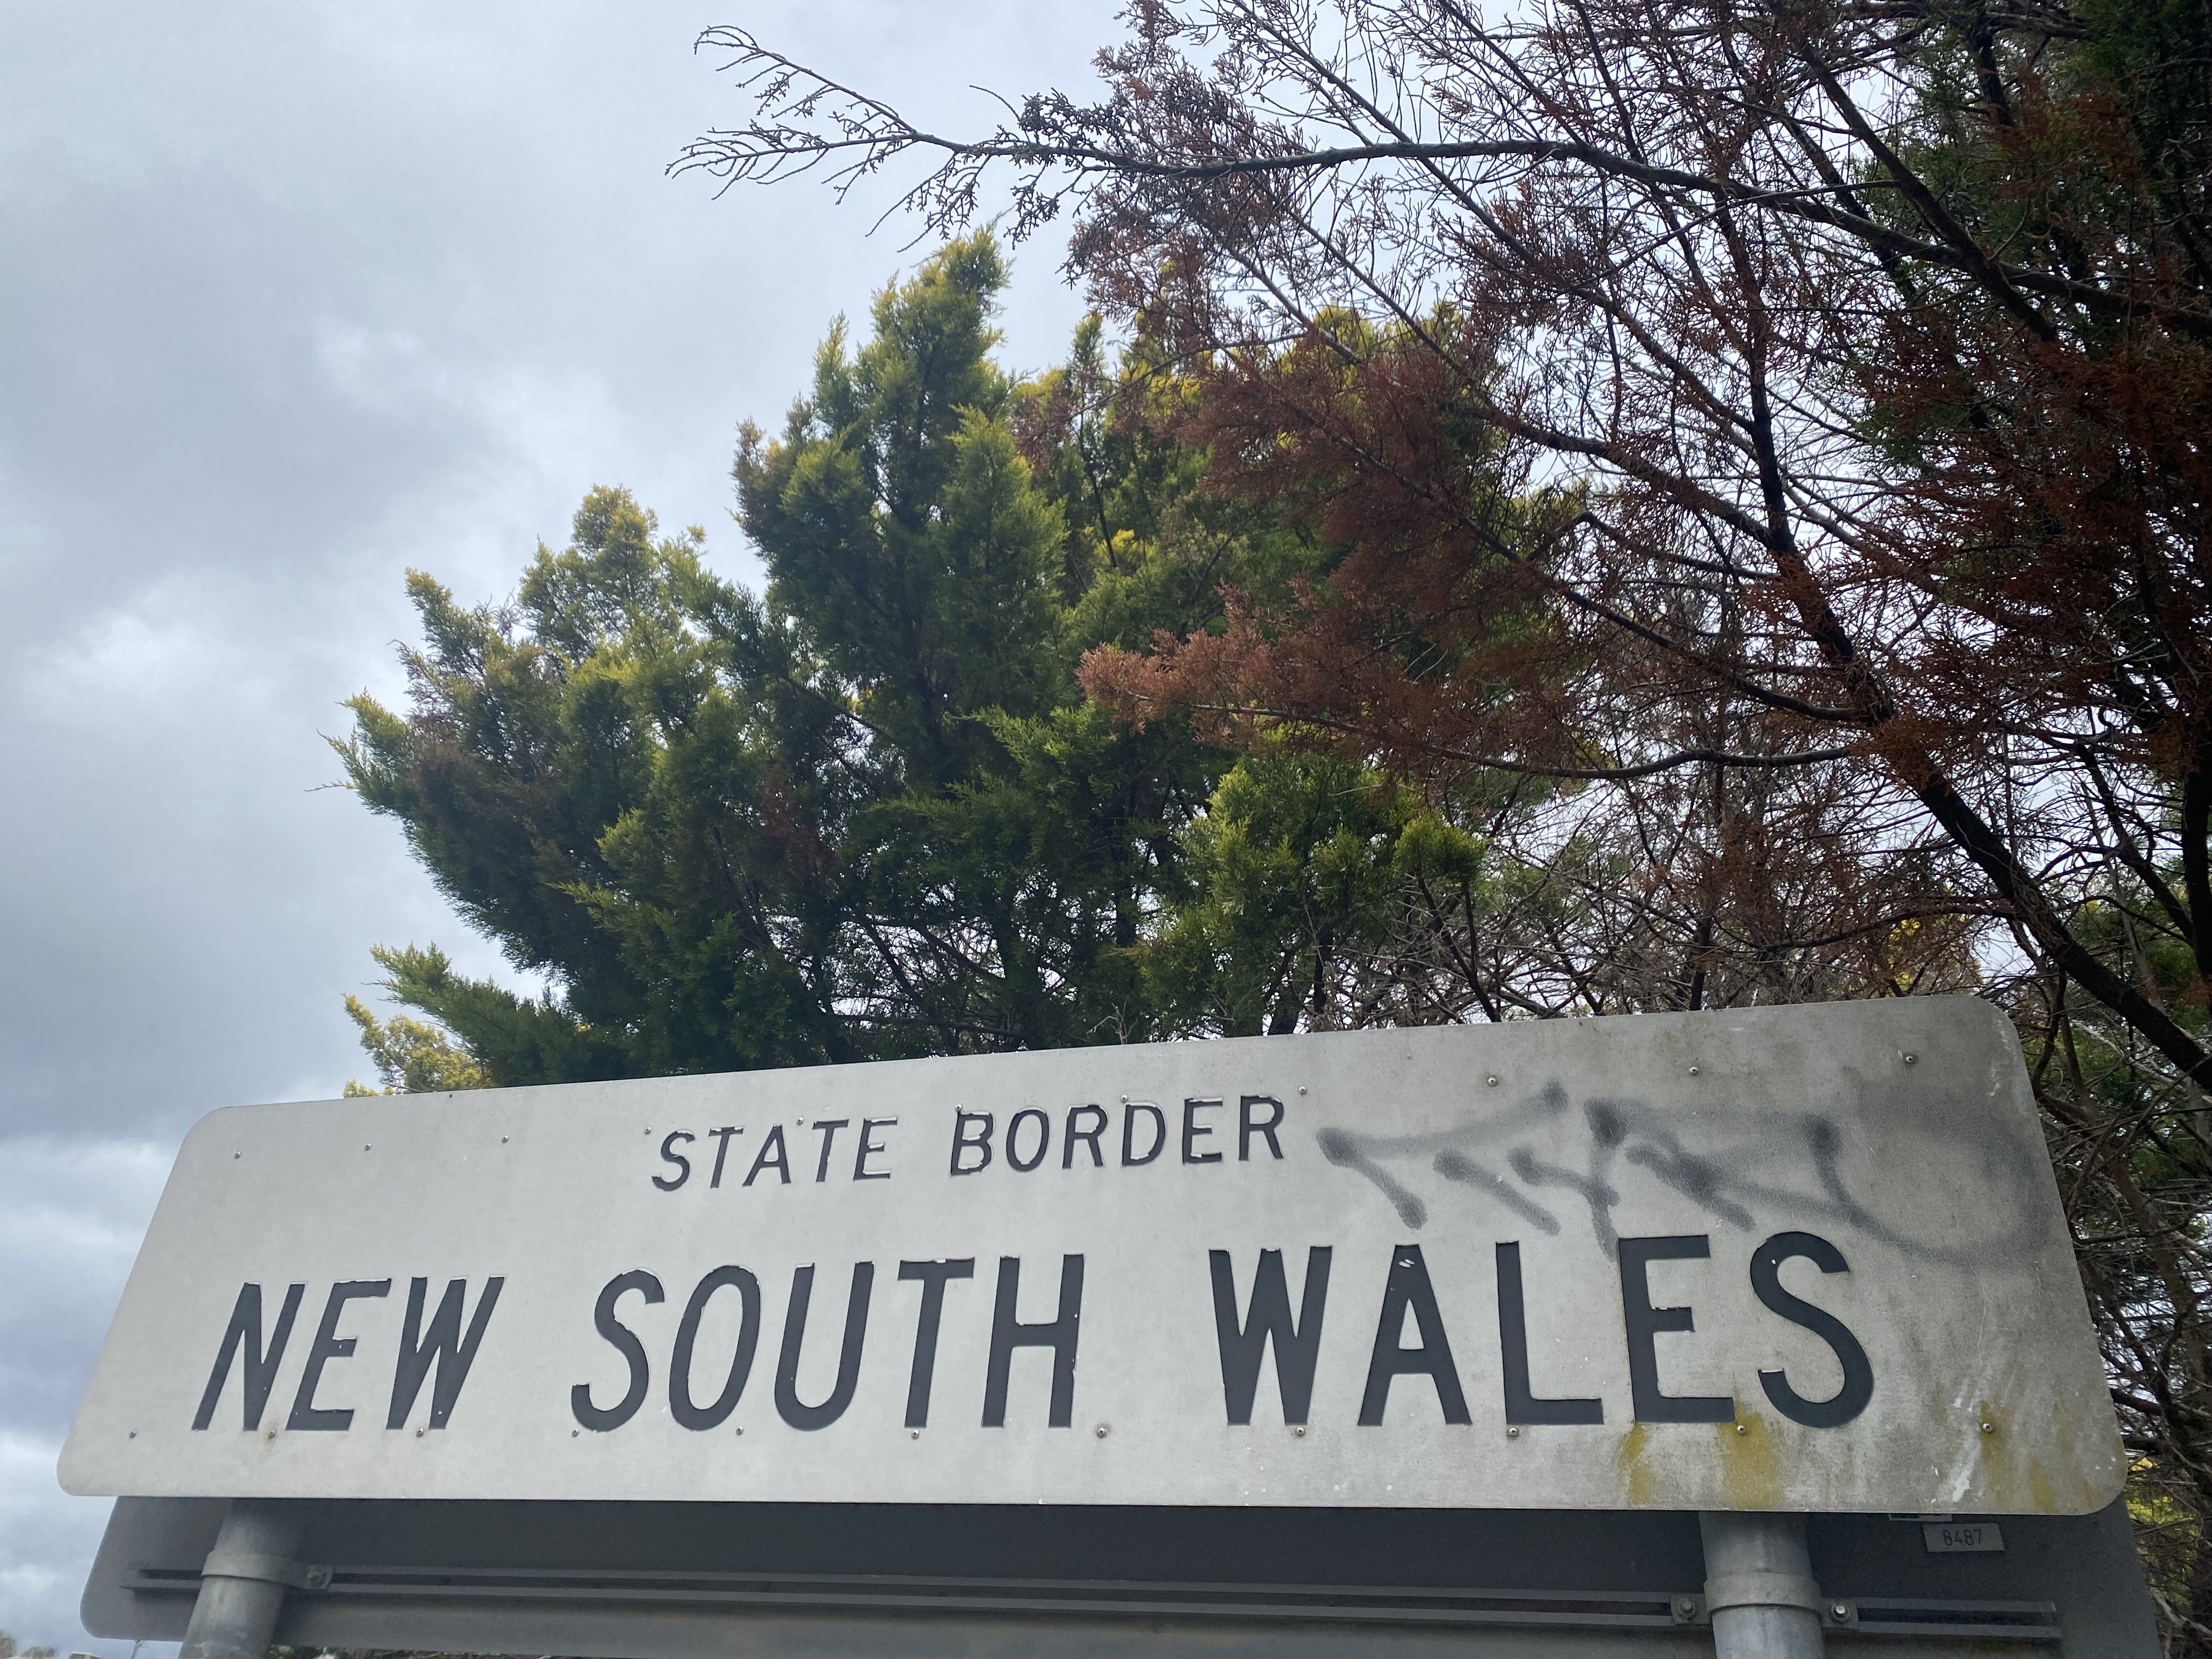 STATE BORDER
NEW SOUTH WALES
8487